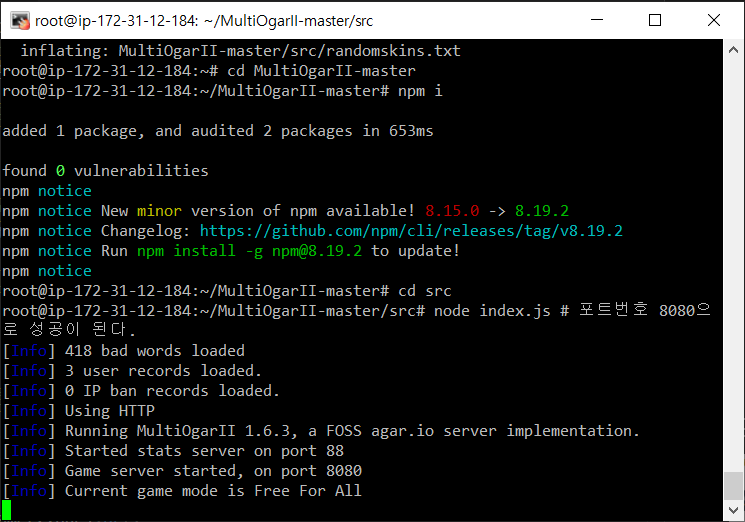 root@ip-172-31-12-184: ~/MultiOgarII-master/src
inflating: MultiOgarII-master/src/randomskins.txt
root@ip-172-31-12-184:~# cd MultiOgarII-master
root@ip-172-31-12-184:~/MultiOgarII-master# npm i
added 1 package, and audited 2 packages in 653ms
found 0 vulnerabilities
npm notice
npm notice New minor version of npm available! 8.15.0 -> 8.19.2
npm notice Changelog: https://github.com/npm/cli/releases/tag/v8.19.2
npm notice Run npm install -g npm@8.19.2 to update!
npm notice
root@ip-172-31-12-184:~/MultiOgarII-master# cd src
root@ip-172-31-12-184:~/MultiOgarII-master/src# node index.js # 포트번호 8080으
로 성공이 된다.
[Info] 418 bad words loaded
[Info] 3 user records loaded.
[Info] 0 IP ban records loaded.
[Info] Using HTTP
[Info] Running MultiOgarII 1.6.3, a FOSS agar.io server implementation.
[Info] Started stats server on port 88
[Info] Game server started, on port 8080
[Info] Current game mode is Free For All